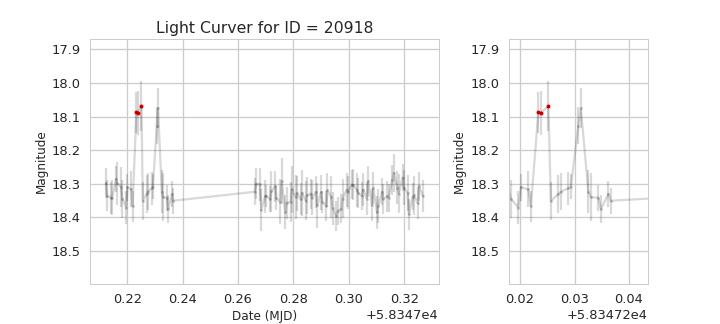 Light Curver for ID = 20918
Magnitude
17.9
18.0
18.1
18.2
18.3
18.4
18.5
0.22 0.24 0.26 0.28 0.30 0.32
Date (MJD)
+5.8347e4
Magnitude
17.9
18.0
18.1
18.2
18.3
18.4
18.5
0.02 0.03 0.04
+5.83472e4